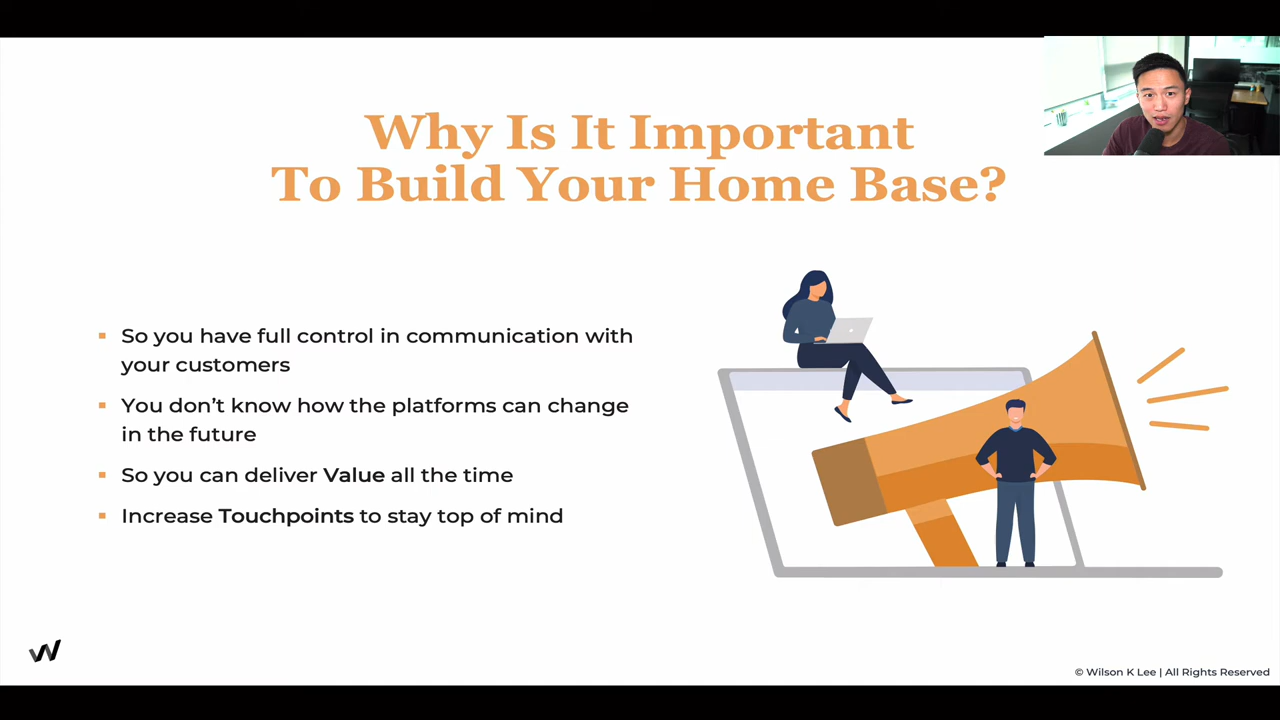 Why Is It Important
To Build Your Home Base?
So you have full control in communication with
your customers
You don’t know how the platforms can change
in the future
So you can deliver Value all the time
Increase Touchpoints to stay top of mind
© Wilson K Lee | All Rights Reserved